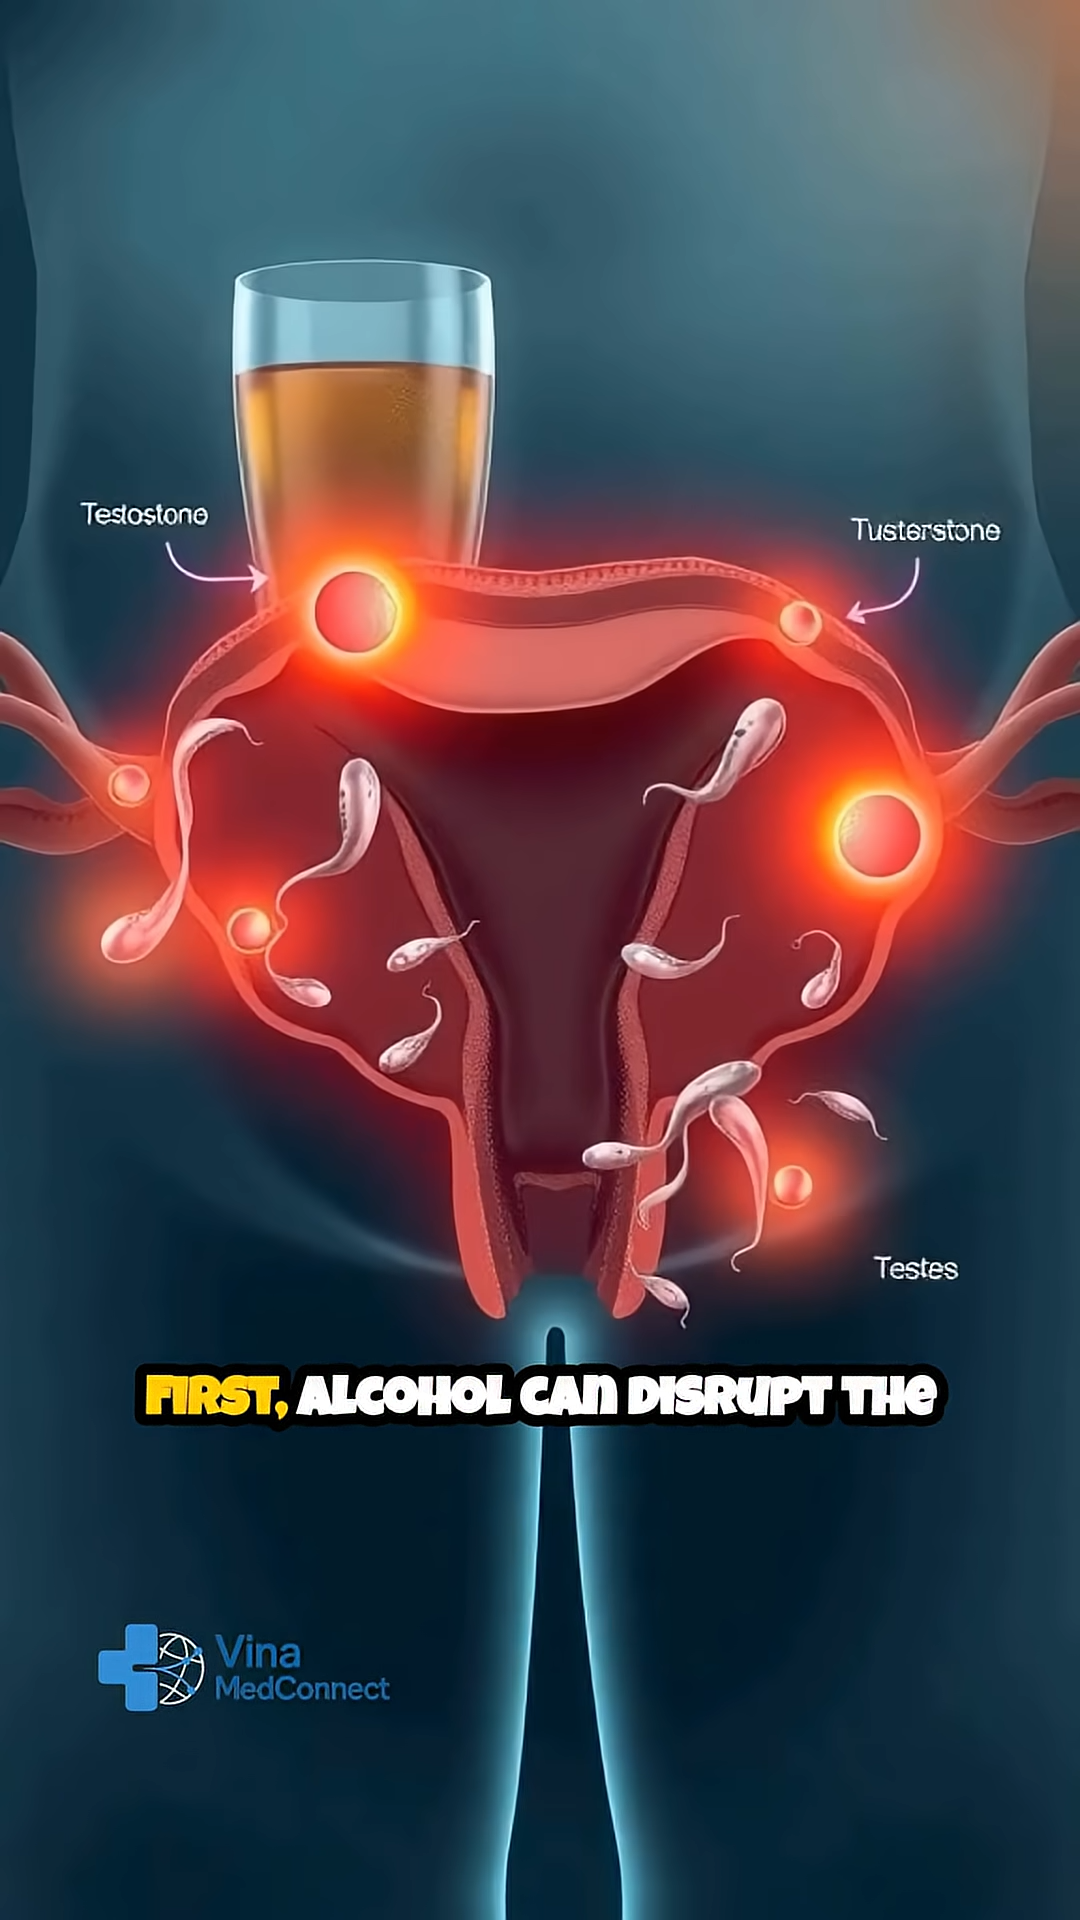 Testostone
Tusterstone
Testes
FIRST, ALCOHOL CAN DISRUPT THE
Vina
MedConnect